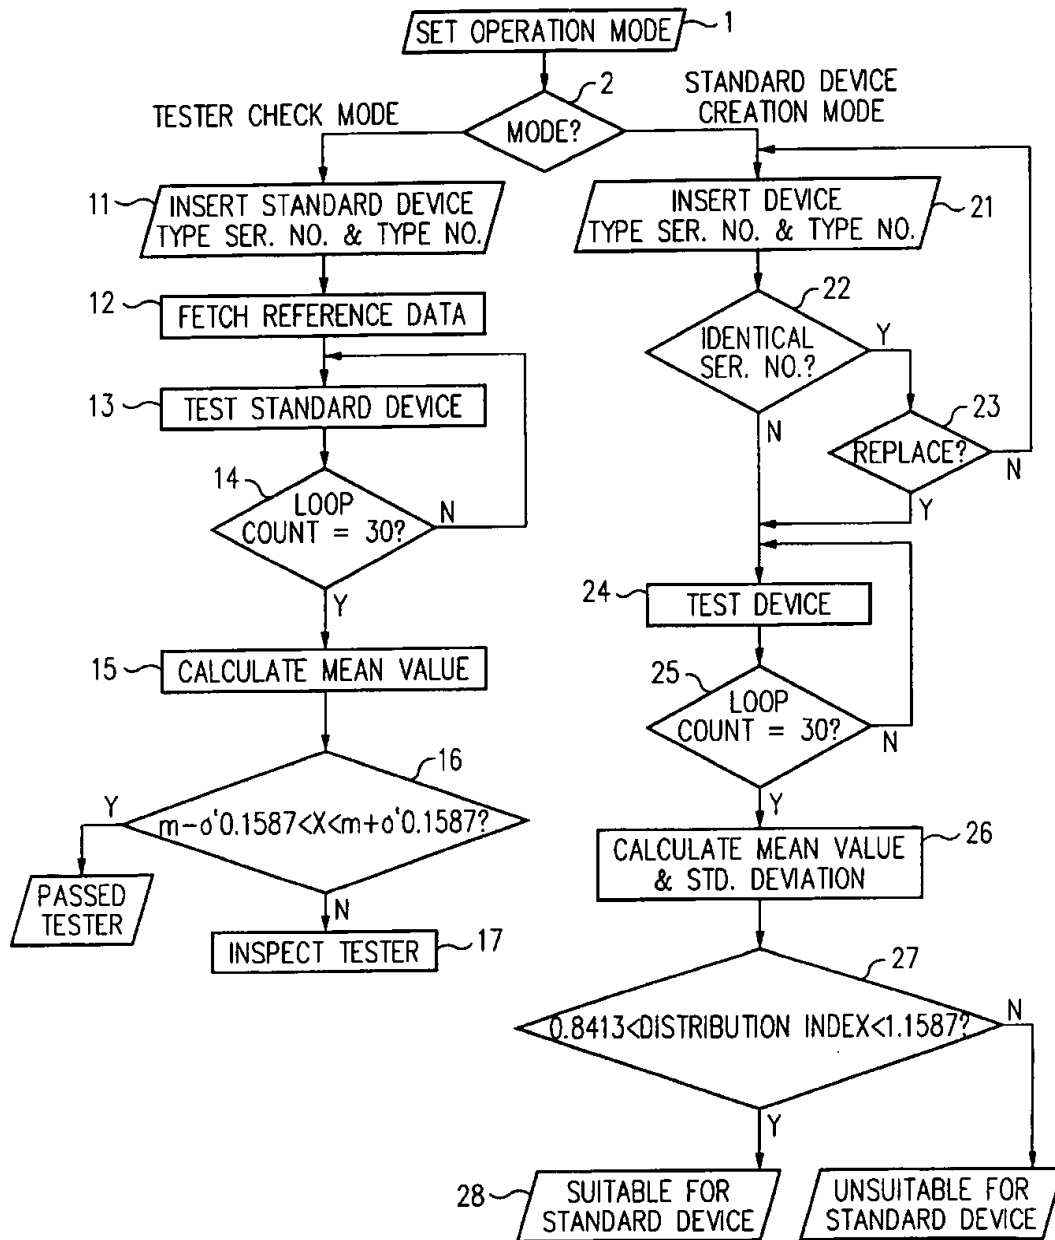 SET OPERATION MODE
1
2
MODE?
TESTER CHECK MODE
STANDARD DEVICE
CREATION MODE
11
INSERT STANDARD DEVICE
TYPE SER. NO. & TYPE NO.
12
FETCH REFERENCE DATA
13
TEST STANDARD DEVICE
14
LOOP
COUNT = 30?
N
Y
15
CALCULATE MEAN VALUE
16
m-σ'0.1587<X<m+σ'0.1587?
Y
PASSED
TESTER
N
INSPECT TESTER
17
INSERT DEVICE
TYPE SER. NO. & TYPE NO.
21
22
IDENTICAL
SER. NO.?
Y
N
23
REPLACE?
N
Y
24
TEST DEVICE
25
LOOP
COUNT = 30?
N
Y
26
CALCULATE MEAN VALUE
& STD. DEVIATION
27
0.8413<DISTRIBUTION INDEX<1.1587?
N
Y
28
SUITABLE FOR
STANDARD DEVICE
UNSUITABLE FOR
STANDARD DEVICE